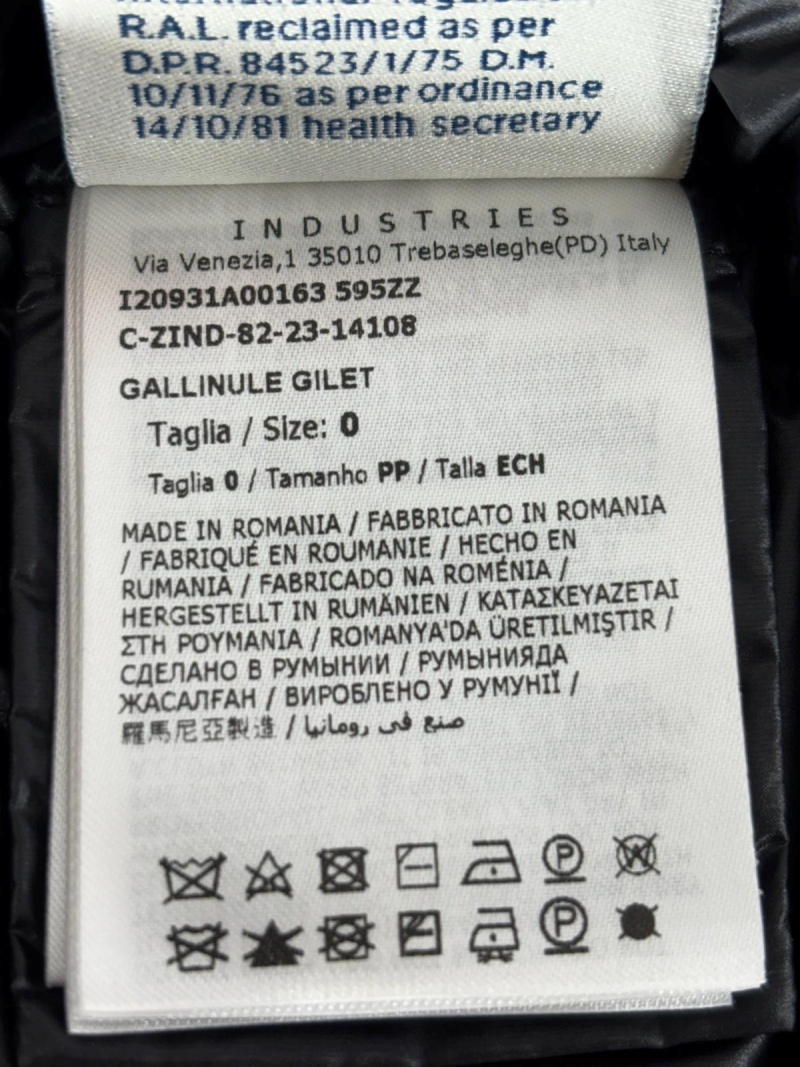 R.A.L. reclaimed as per
D.P.R. 84523/1/75 D.M.
10/11/76 as per ordinance
14/10/81 health secretary
INDUSTRIES
Via Venezia,1 35010 Trebaseleghe(PD) Italy
I20931A00163 595ZZ
C-ZIND-82-23-14108
GALLINULE GILET
Taglia / Size: 0
Taglia 0 / Tamanho PP / Talla ECH
MADE IN ROMANIA / FABBRICATO IN ROMANIA
/ FABRIQUÉ EN ROUMANIE / HECHO EN
RUMANIA / FABRICADO NA ROMÉNIA /
HERGESTELLT IN RUMÄNIEN / ΚΑΤΑΣΚΕΥΑΖΕΤΑΙ
ΣΤΗ ΡΟΥΜΑΝΙΑ / ROMANYA'DA ÜRETILMIŞTIR /
СДЕЛАНО В РУМЫНИИ / РУМЫНИЯДА
ЖАСАЛҒАН / ВИРОБЛЕНО У РУМУНІЇ /
羅馬尼亞製造 / صنع في رومانيا
P W
P